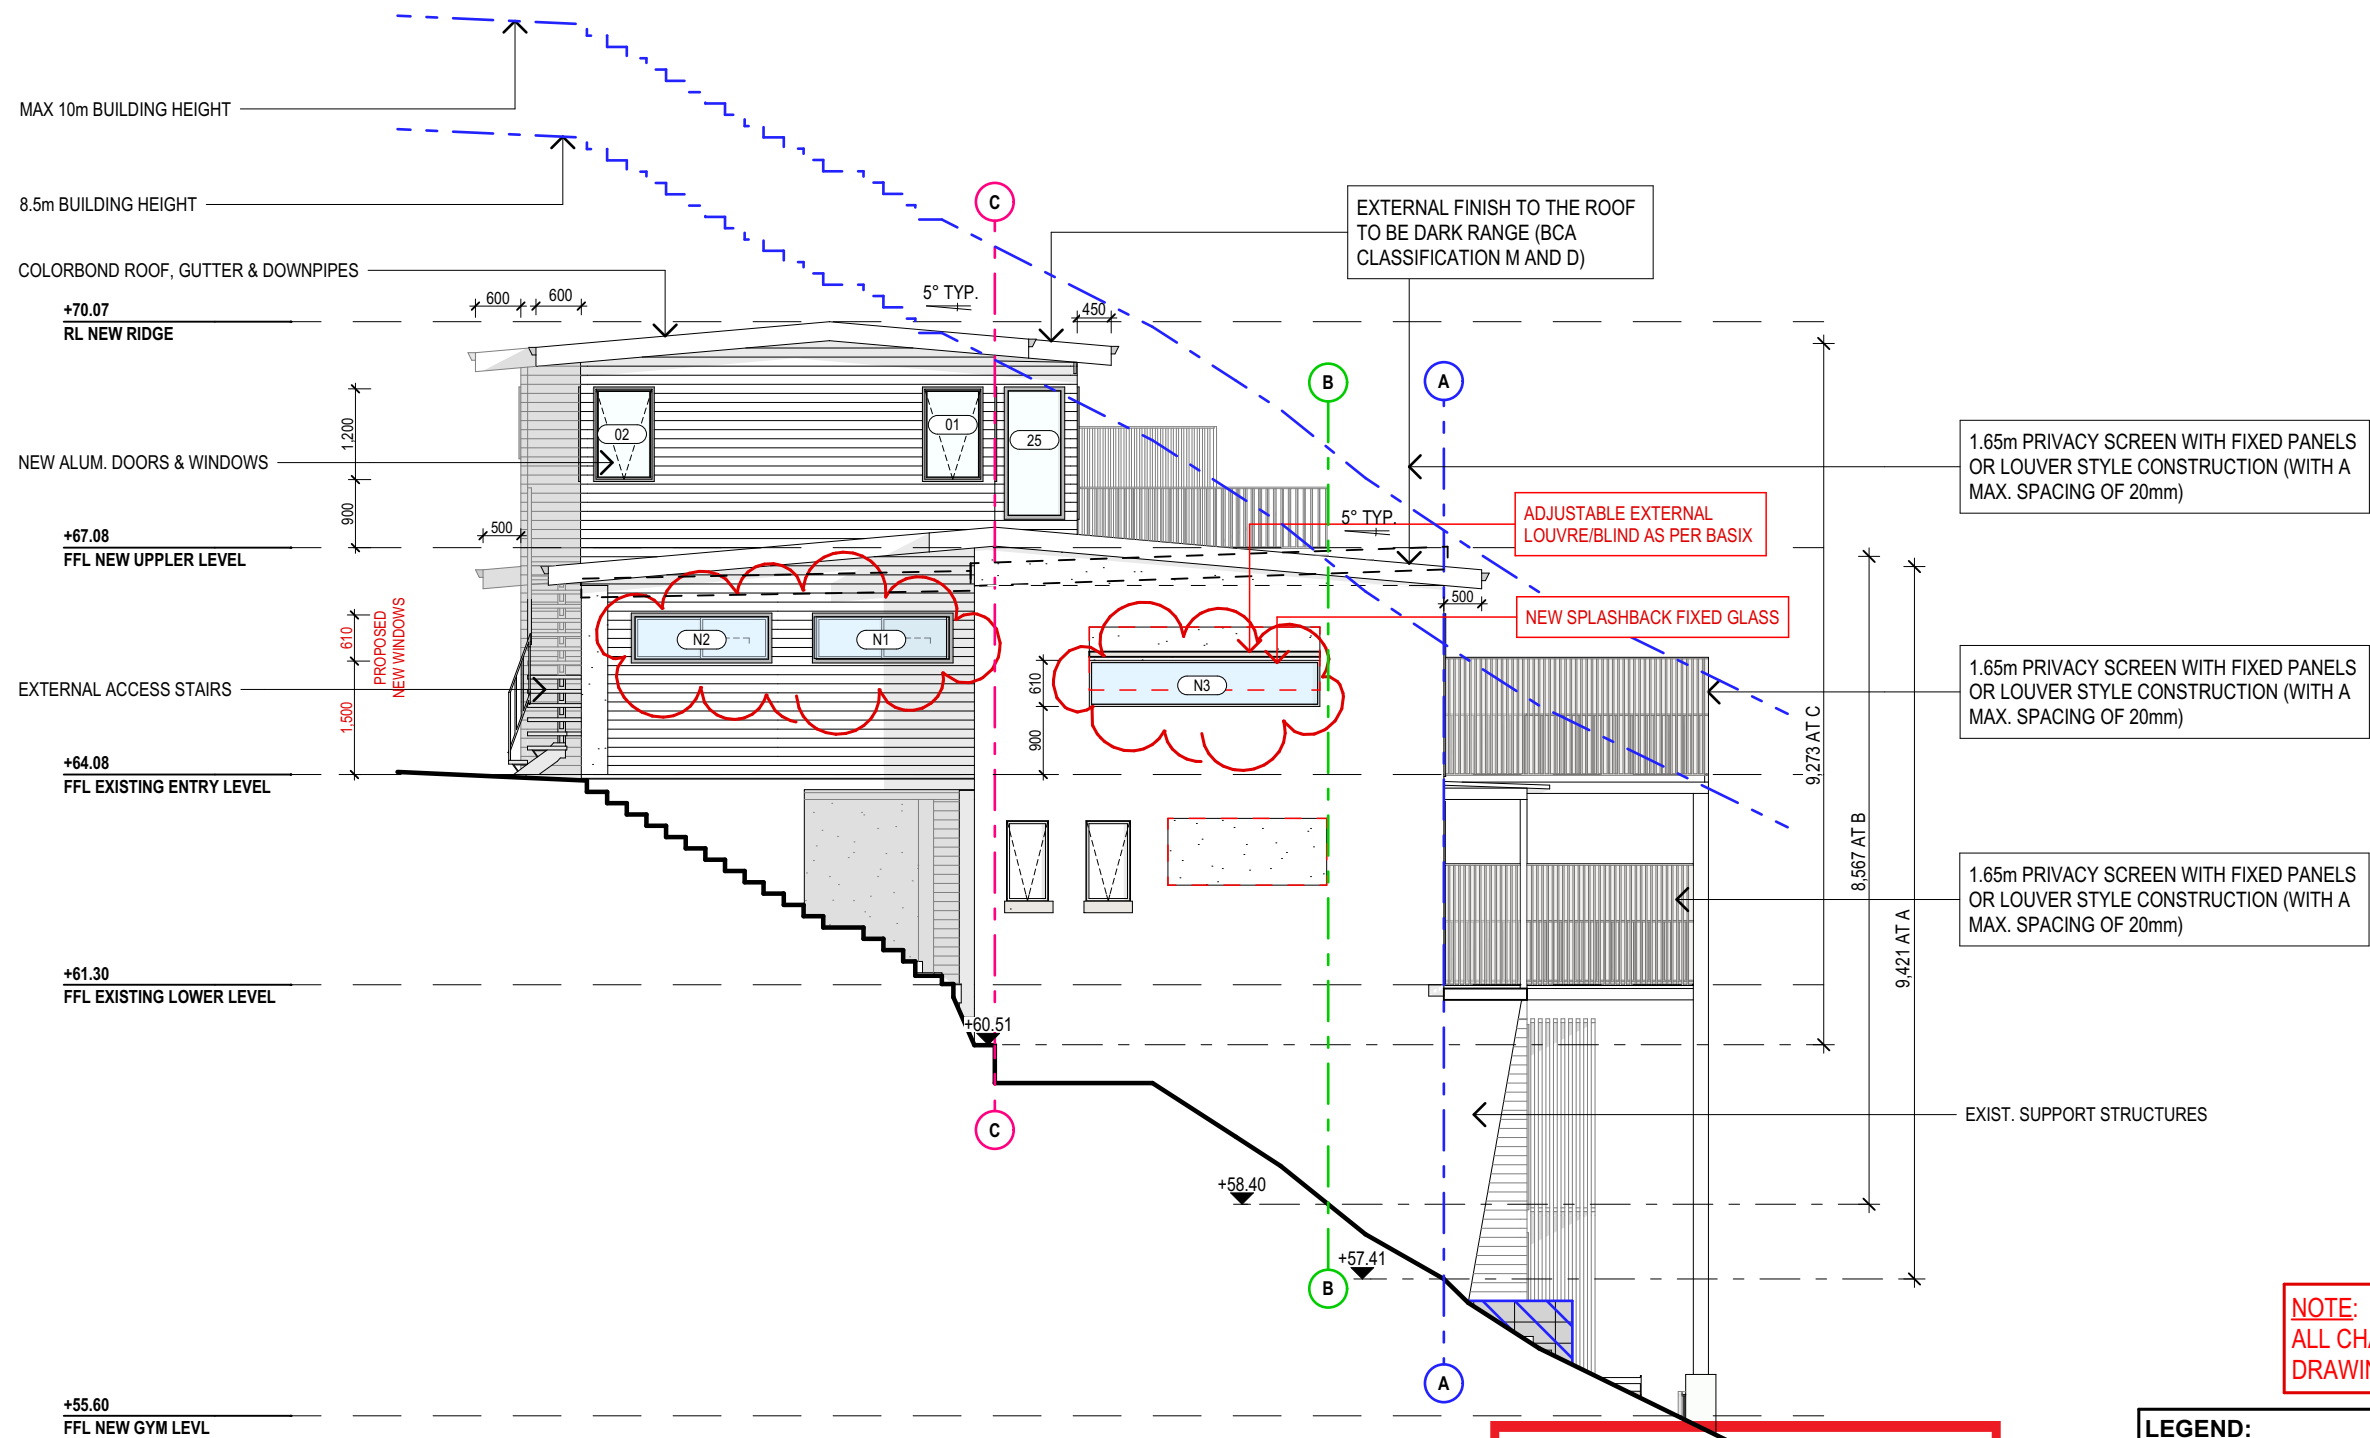 MAX 10m BUILDING HEIGHT
8.5m BUILDING HEIGHT
COLORBOND ROOF, GUTTER & DOWNPIPES
+70.07
RL NEW RIDGE
600
600
5° TYP.
450
C
EXTERNAL FINISH TO THE ROOF
TO BE DARK RANGE (BCA
CLASSIFICATION M AND D)
B
A
1,200
02
01
25
NEW ALUM. DOORS & WINDOWS
900
500
+67.08
FFL NEW UPPLER LEVEL
5° TYP.
ADJUSTABLE EXTERNAL
LOUVRE/BLIND AS PER BASIX
1.65m PRIVACY SCREEN WITH FIXED PANELS
OR LOUVER STYLE CONSTRUCTION (WITH A
MAX. SPACING OF 20mm)
500
NEW SPLASHBACK FIXED GLASS
610
PROPOSED
NEW WINDOWS
1,500
N2
N1
N3
610
900
EXTERNAL ACCESS STAIRS
1.65m PRIVACY SCREEN WITH FIXED PANELS
OR LOUVER STYLE CONSTRUCTION (WITH A
MAX. SPACING OF 20mm)
+64.08
FFL EXISTING ENTRY LEVEL
9,273 AT C
8,567 AT B
9,421 AT A
1.65m PRIVACY SCREEN WITH FIXED PANELS
OR LOUVER STYLE CONSTRUCTION (WITH A
MAX. SPACING OF 20mm)
+61.30
FFL EXISTING LOWER LEVEL
+60.51
C
EXIST. SUPPORT STRUCTURES
+58.40
+57.41
B
A
NOTE:
ALL CHA
DRAWIN
+55.60
FFL NEW GYM LEVL
LEGEND: